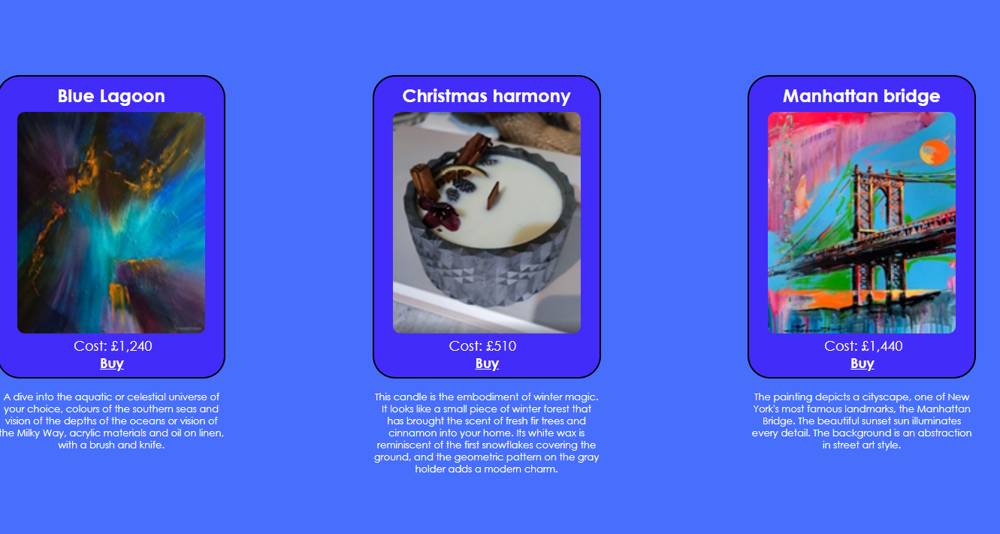 Blue Lagoon
Cost: £1,240
Buy
A dive into the aquatic or celestial universe of
your choice, colours of the southern seas and
vision of the depths of the oceans or vision of
the Milky Way, acrylic materials and oil on linen,
with a brush and knife.
Christmas harmony
Cost: £510
Buy
This candle is the embodiment of winter magic.
It looks like a small piece of winter forest that
has brought the scent of fresh fir trees and
cinnamon into your home. Its white wax is
reminiscent of the first snowflakes covering the
ground, and the geometric pattern on the gray
holder adds a modern charm.
Manhattan bridge
Cost: £1,440
Buy
The painting depicts a cityscape, one of New
York's most famous landmarks, the Manhattan
Bridge. The beautiful sunset sun illuminates
every detail. The background is an abstraction
in street art style.